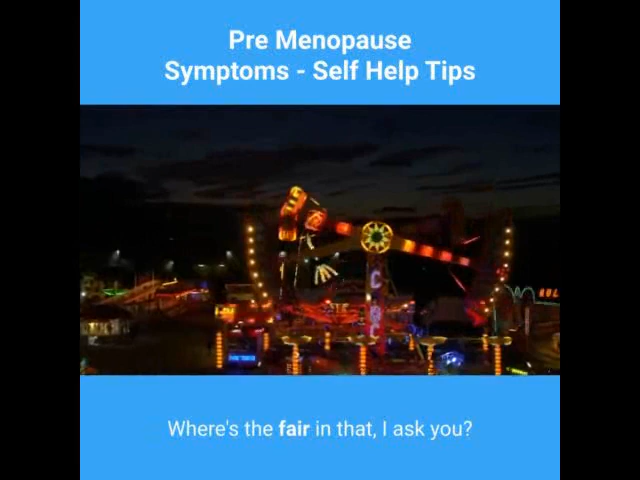 Pre Menopause
Symptoms - Self Help Tips
Where's the fair in that, I ask you?